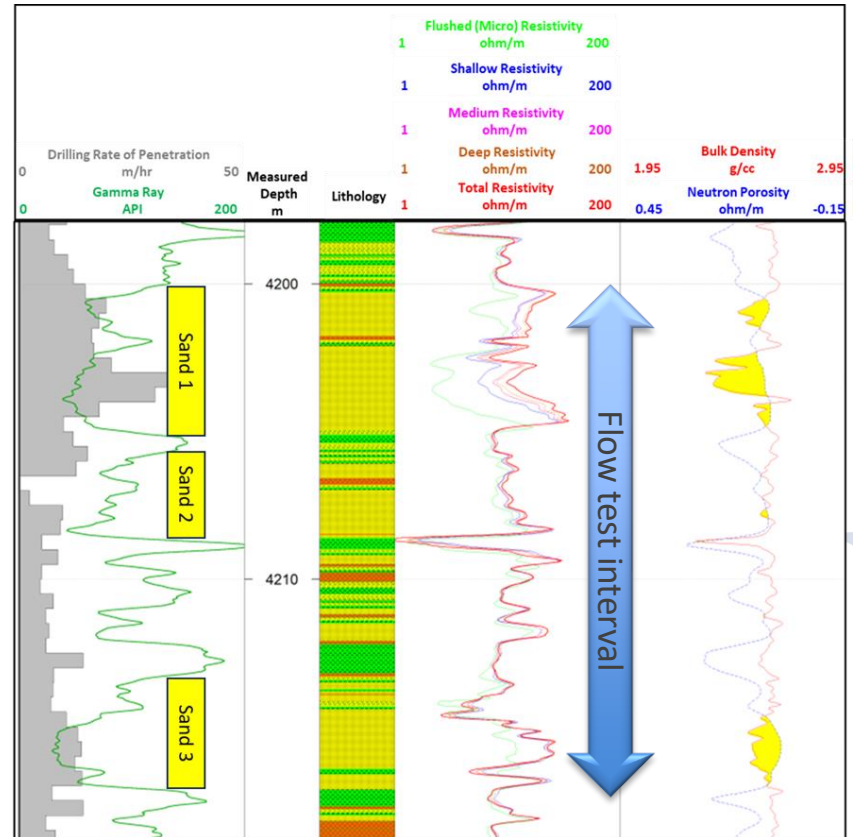 Flushed (Micro) Resistivity
1 ohm/m 200
Shallow Resistivity
1 ohm/m 200
Medium Resistivity
1 ohm/m 200
Drilling Rate of Penetration
0 m/hr 50
Gamma Ray
0 API 200
Measured
Depth
m
Lithology
Deep Resistivity
1 ohm/m 200
Total Resistivity
1 ohm/m 200
Bulk Density
1.95 g/cc 2.95
Neutron Porosity
0.45 ohm/m -0.15
4200
4210
Sand 1
Sand 2
Sand 3
Flow test interval